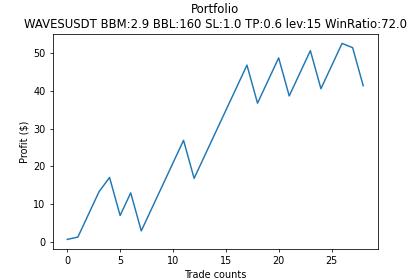 Portfolio
WAVESUSDT BBM:2.9 BBL:160 SL:1.0 TP:0.6 lev:15 WinRatio:72.0
Profit ($)
50
40
30
20
10
0
0 5 10 15 20 25
Trade counts